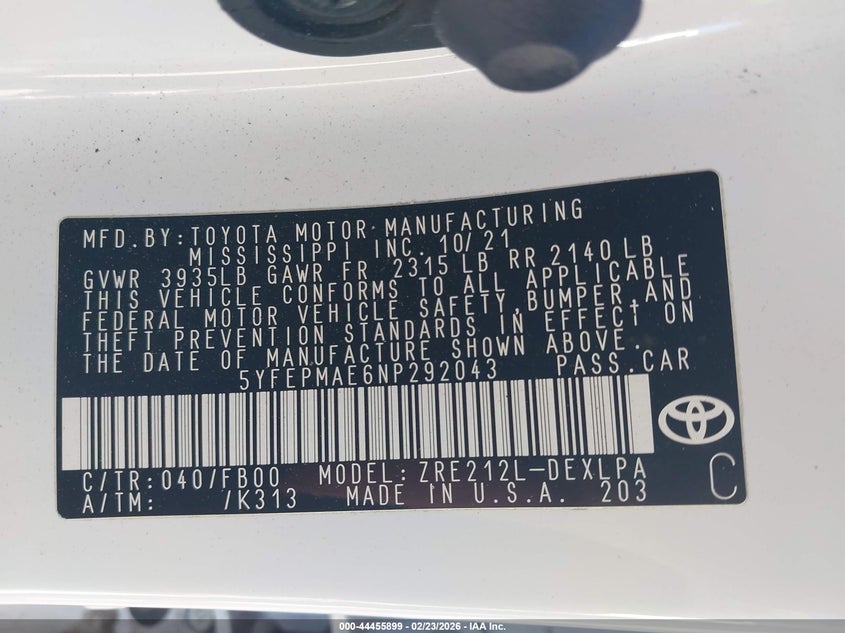 MFD.BY:TOYOTA MOTOR MANUFACTURING
MISSISSIPPI INC. 10/21
GVWR 3935LB GAWR FR 2315 LB RR 2140 LB
THIS VEHICLE CONFORMS TO ALL APPLICABLE
FEDERAL MOTOR VEHICLE SAFETY,BUMPER,AND
THEFT PREVENTION STANDARDS IN EFFECT ON
THE DATE OF MANUFACTURE SHOWN ABOVE.
5YFEPMAE6NP292043 PASS.CAR
C/TR:040/FB00 MODEL:ZRE212L-DEXLPA
A/TM: /K313 MADE IN U.S.A. 203
C
000-44455899 | 02/23/2026 - IAA Inc.